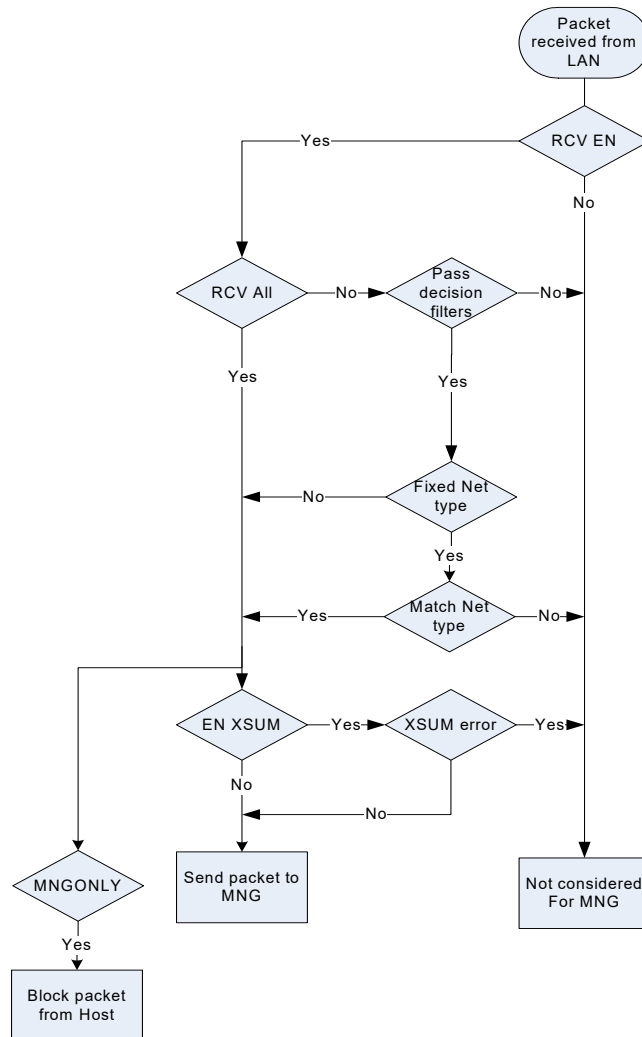 Packet
received from
LAN
RCV EN
Yes
No
RCV All
No
Pass
decision
filters
No
Yes
Yes
Fixed Net
type
No
Yes
Match Net
type
Yes
No
EN XSUM
Yes
XSUM error
Yes
No
No
MNGONLY
Send packet to
MNG
Not considered
For MNG
Yes
Block packet
from Host